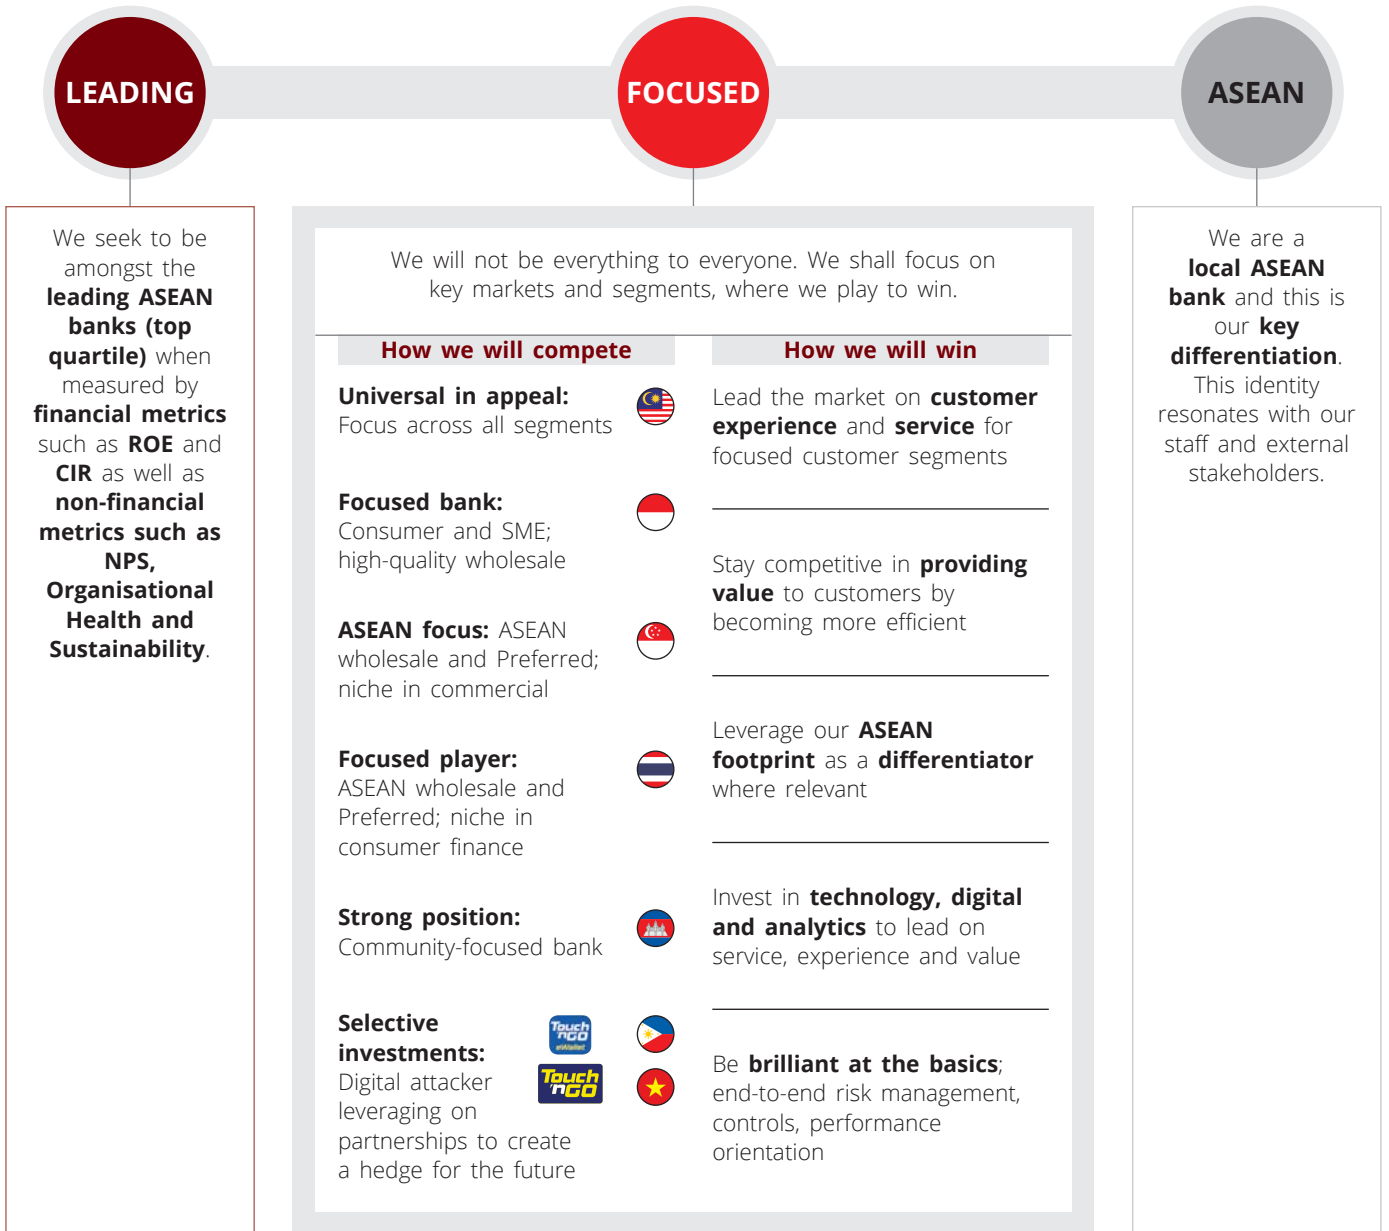 LEADING
FOCUSED
ASEAN
We seek to be
amongst the
leading ASEAN
banks (top
quartile) when
measured by
financial metrics
such as ROE and
CIR as well as
non-financial
metrics such as
NPS,
Organisational
Health and
Sustainability.
We will not be everything to everyone. We shall focus on
key markets and segments, where we play to win.
How we will compete
Universal in appeal:
Focus across all segments
Focused bank:
Consumer and SME;
high-quality wholesale
ASEAN focus: ASEAN
wholesale and Preferred;
niche in commercial
Focused player:
ASEAN wholesale and
Preferred; niche in
consumer finance
Strong position:
Community-focused bank
Selective
investments:
Digital attacker
leveraging on
partnerships to create
a hedge for the future
Touch
'nGO
eWallet
Touch
'nGO
How we will win
Lead the market on customer
experience and service for
focused customer segments
Stay competitive in providing
value to customers by
becoming more efficient
Leverage our ASEAN
footprint as a differentiator
where relevant
Invest in technology, digital
and analytics to lead on
service, experience and value
Be brilliant at the basics;
end-to-end risk management,
controls, performance
orientation
We are a
local ASEAN
bank and this is
our key
differentiation.
This identity
resonates with our
staff and external
stakeholders.